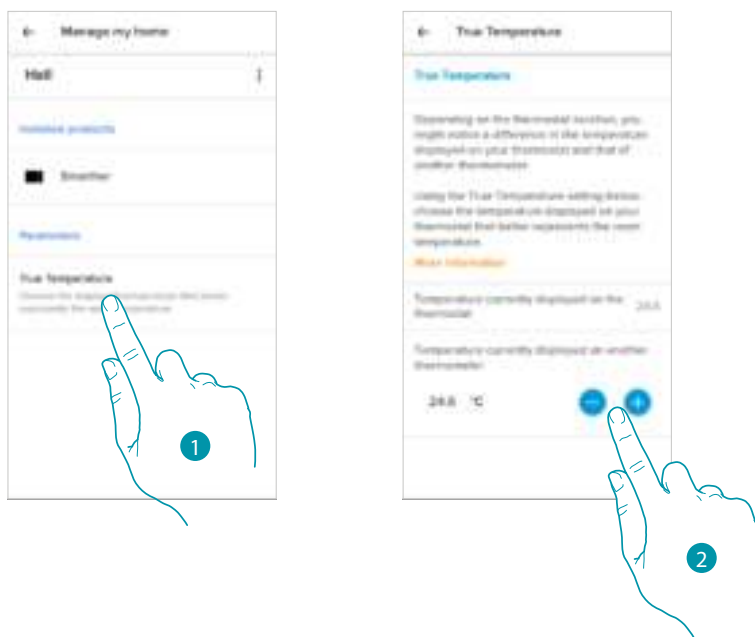 Manage my home
Hall
Installed products
Smarther
Parameters
True Temperature
1
True Temperature
True Temperature
Depending on the thermostat location, you
might notice a difference in the temperature
displayed on your thermostat and that of
another thermometer.
Using the True Temperature setting below,
choose the temperature displayed on your
thermostat that better represents the room
temperature.
More information
Temperature currently displayed on the
thermostat
24.6
Temperature currently displayed on another
thermometer
24.6 °C
2